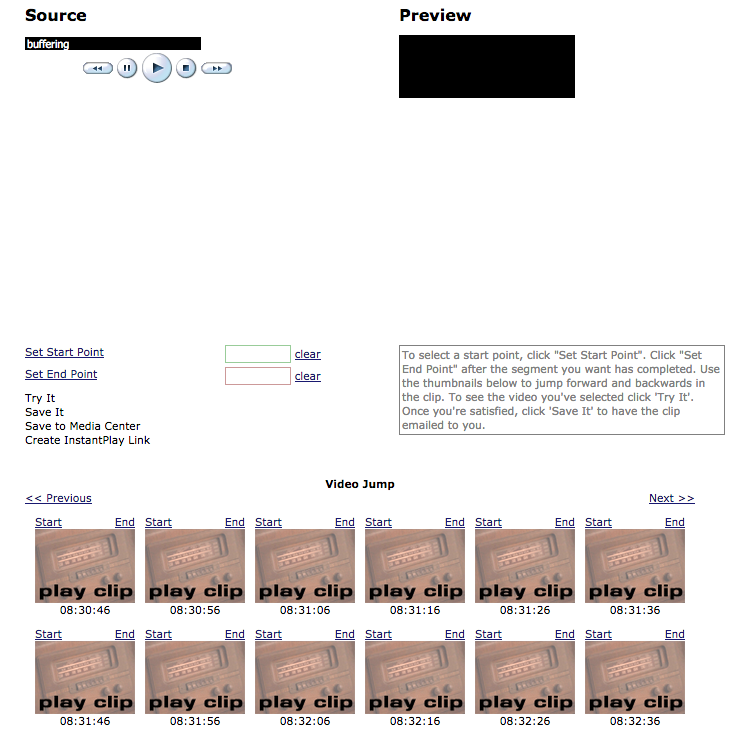 Source
Preview
buffering
Set Start Point
clear
Set End Point
clear
Try It
Save It
Save to Media Center
Create InstantPlay Link
To select a start point, click "Set Start Point". Click "Set
End Point" after the segment you want has completed. Use
the thumbnails below to jump forward and backwards in
the clip. To see the video you've selected click 'Try It'.
Once you're satisfied, click 'Save It' to have the clip
emailed to you.
Video Jump
<< Previous
Next >>
Start End Start End Start End Start End Start End Start End
play clip play clip play clip play clip play clip play clip
08:30:46 08:30:56 08:31:06 08:31:16 08:31:26 08:31:36
Start End Start End Start End Start End Start End Start End
play clip play clip play clip play clip play clip play clip
08:31:46 08:31:56 08:32:06 08:32:16 08:32:26 08:32:36